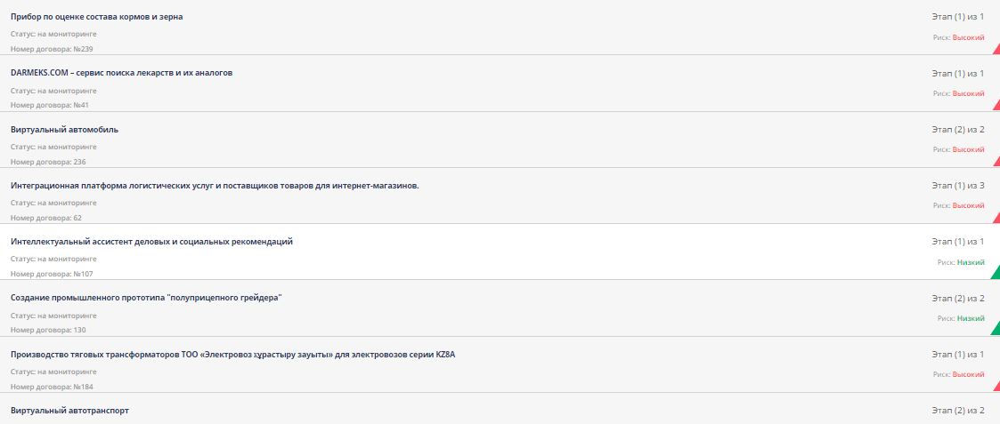 Прибор по оценке состава кормов и зерна
Этап (1) из 1
Статус: на мониторинге
Риск: Высокий
Номер договора: №239
DARMEKS.COM – сервис поиска лекарств и их аналогов
Этап (1) из 1
Статус: на мониторинге
Риск: Высокий
Номер договора: №41
Виртуальный автомобиль
Этап (2) из 2
Статус: на мониторинге
Риск: Высокий
Номер договора: 236
Интеграционная платформа логистических услуг и поставщиков товаров для интернет-магазинов.
Этап (1) из 3
Статус: на мониторинге
Риск: Высокий
Номер договора: 62
Интеллектуальный ассистент деловых и социальных рекомендаций
Этап (1) из 1
Статус: на мониторинге
Риск: Низкий
Номер договора: №107
Создание промышленного прототипа "полуприцепного грейдера"
Этап (2) из 2
Статус: на мониторинге
Риск: Низкий
Номер договора: 130
Производство тяговых трансформаторов ТОО «Электровоз құрастыру зауыты» для электровозов серии KZ8A
Этап (1) из 1
Статус: на мониторинге
Риск: Высокий
Номер договора: №184
Виртуальный автотранспорт
Этап (2) из 2